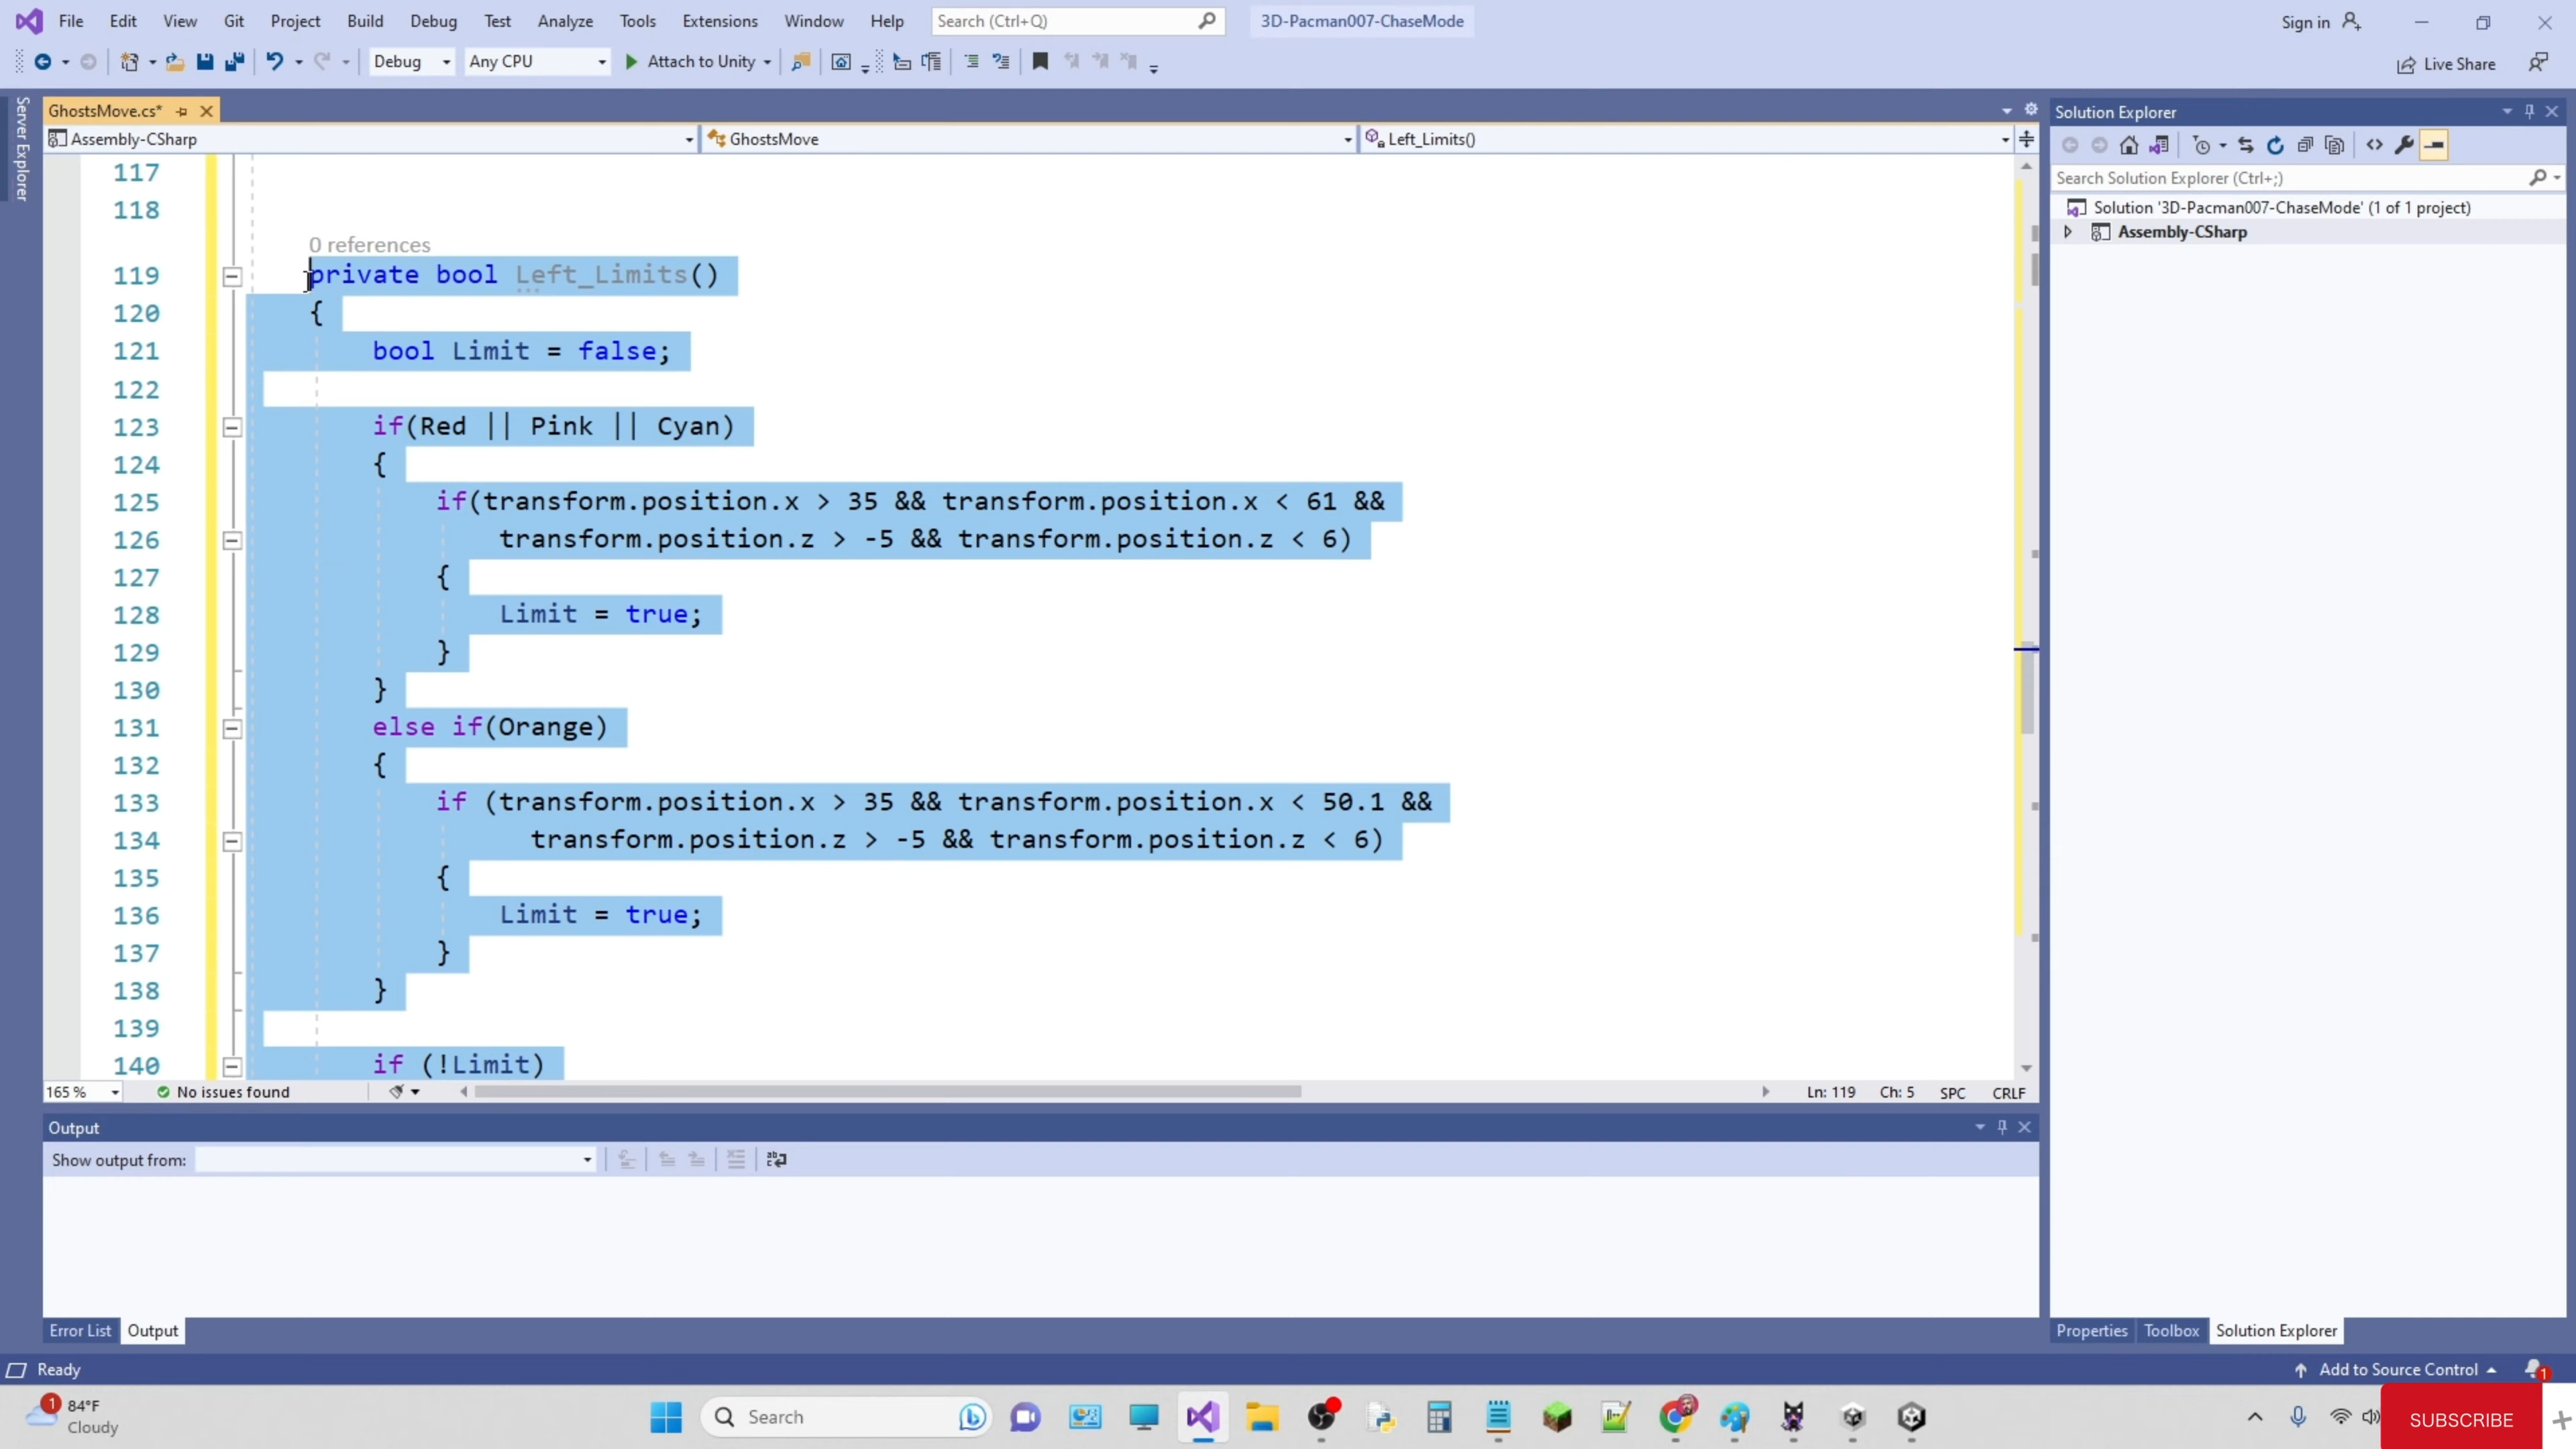 File Edit View Git Project Build Debug Test Analyze Tools Extensions Window Help Search (Ctrl+Q) 3D-Pacman007-ChaseMode Sign in
Debug Any CPU Attach to Unity Live Share
Server Explorer
GhostsMove.cs*
Assembly-CSharp GhostsMove Left_Limits()
117
118
0 references
119 private bool Left_Limits()
120 {
121 bool Limit = false;
122
123 if(Red || Pink || Cyan)
124 {
125 if(transform.position.x > 35 && transform.position.x < 61 &&
126 transform.position.z > -5 && transform.position.z < 6)
127 {
128 Limit = true;
129 }
130 }
131 else if(Orange)
132 {
133 if (transform.position.x > 35 && transform.position.x < 50.1 &&
134 transform.position.z > -5 && transform.position.z < 6)
135 {
136 Limit = true;
137 }
138 }
139
140 if (!Limit)
165 % No issues found Ln: 119 Ch: 5 SPC CRLF
Output
Show output from:
Error List Output
Solution Explorer
Search Solution Explorer (Ctrl+;)
Solution '3D-Pacman007-ChaseMode' (1 of 1 project)
Assembly-CSharp
Properties Toolbox Solution Explorer
Ready Add to Source Control 1
1 84°F
Cloudy
Search
SUBSCRIBE